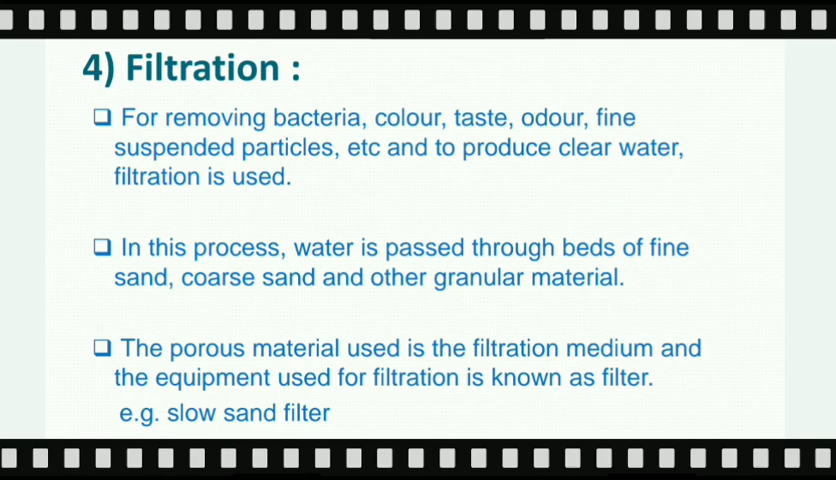 4) Filtration :
❑ For removing bacteria, colour, taste, odour, fine
suspended particles, etc and to produce clear water,
filtration is used.
❑ In this process, water is passed through beds of fine
sand, coarse sand and other granular material.
❑ The porous material used is the filtration medium and
the equipment used for filtration is known as filter.
e.g. slow sand filter